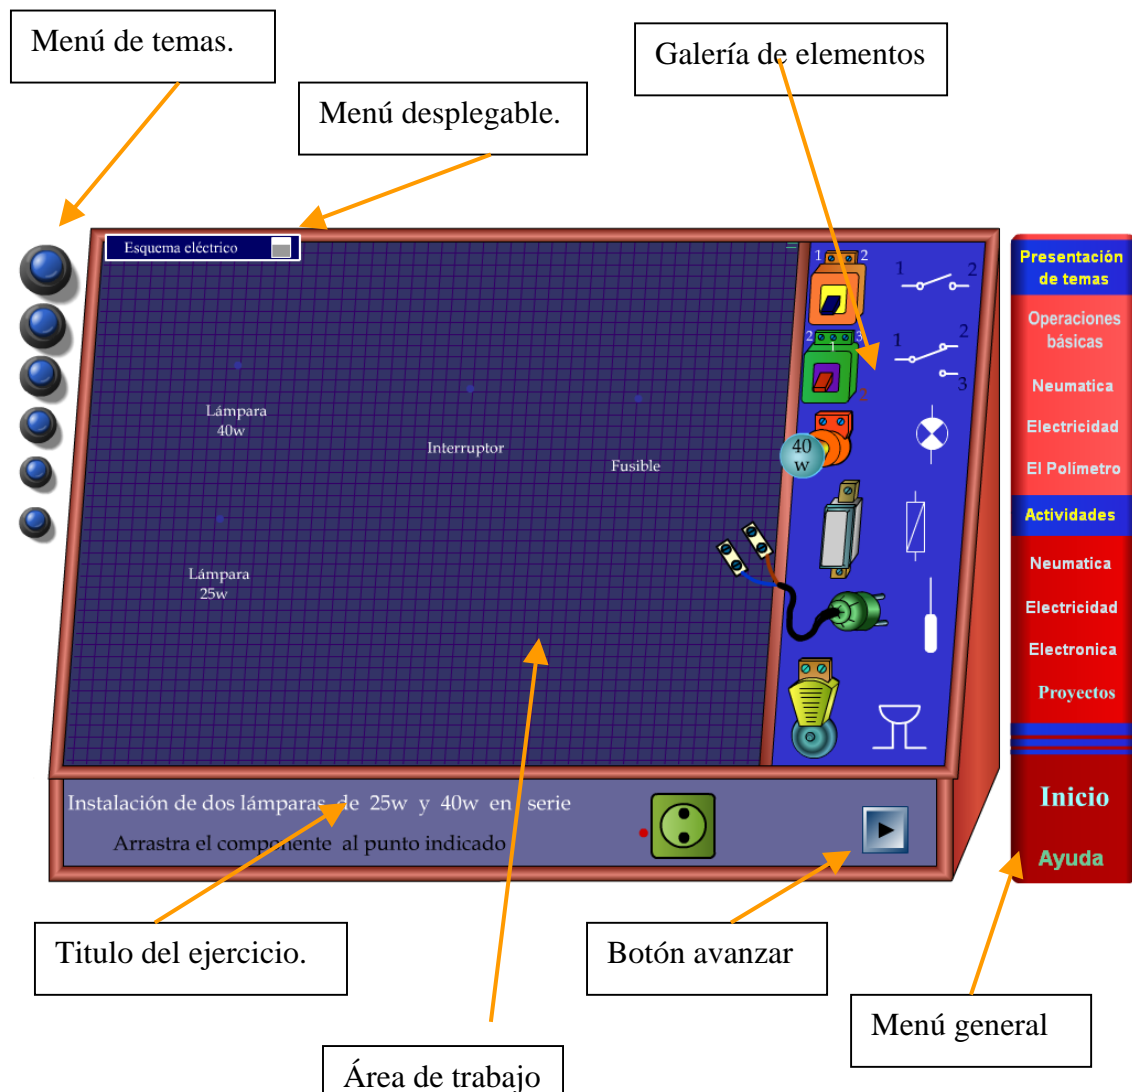 Menú de temas.
Galería de elementos
Menú desplegable.
Esquema eléctrico
1 2
1 2
2 3
1
2
1
2
3
Lámpara
40w
Interruptor
Fusible
40
w
Lámpara
25w
Presentación
de temas
Operaciones
básicas
Neumatica
Electricidad
El Polímetro
Actividades
Neumatica
Electricidad
Electronica
Proyectos
Inicio
Ayuda
Instalación de dos lámparas de 25w y 40w en serie
Arrastra el componente al punto indicado
Titulo del ejercicio.
Botón avanzar
Menú general
Área de trabajo